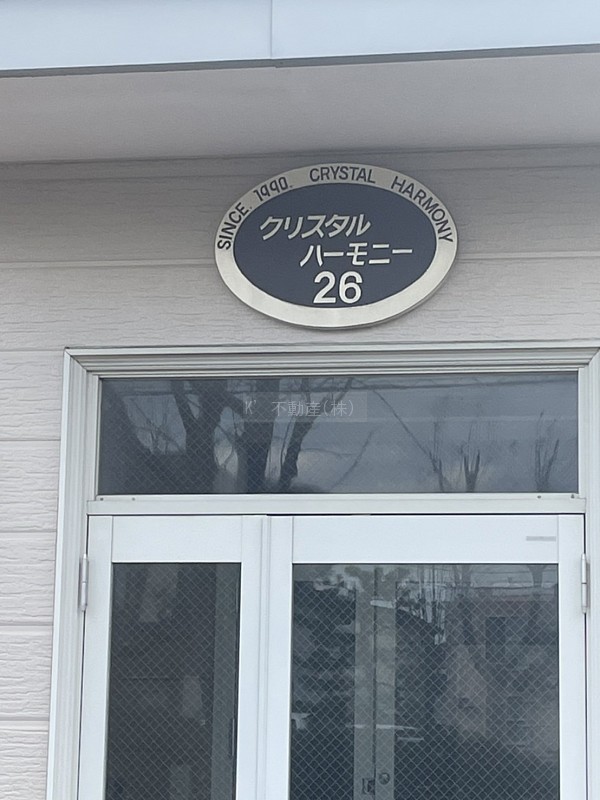 SINCE. 1990. CRYSTAL HARMONY
クリスタル
ハーモニー
26
K' 不動産(株)